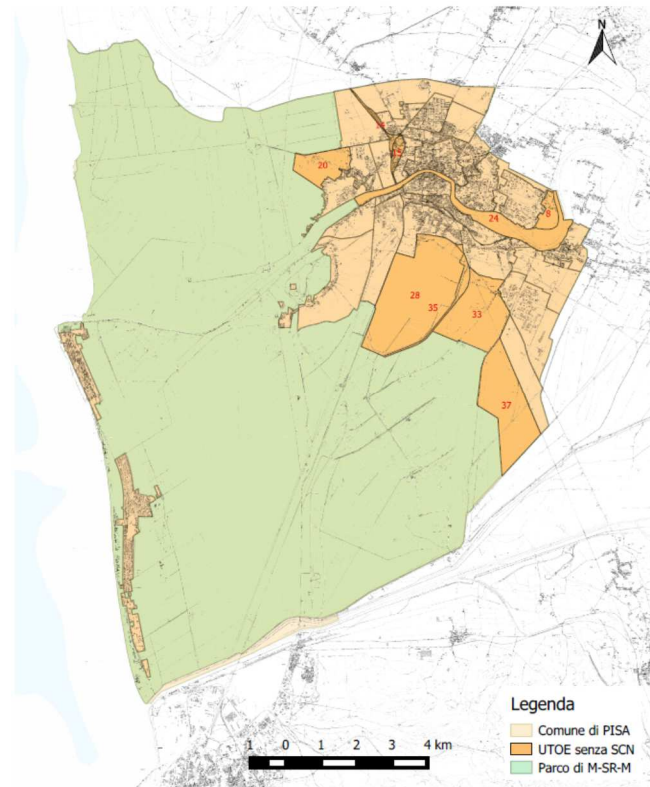 N
20
8
24
28
35
33
37
Legenda
Comune di PISA
UTOE senza SCN
Parco di M-SR-M
1 0 1 2 3 4 km